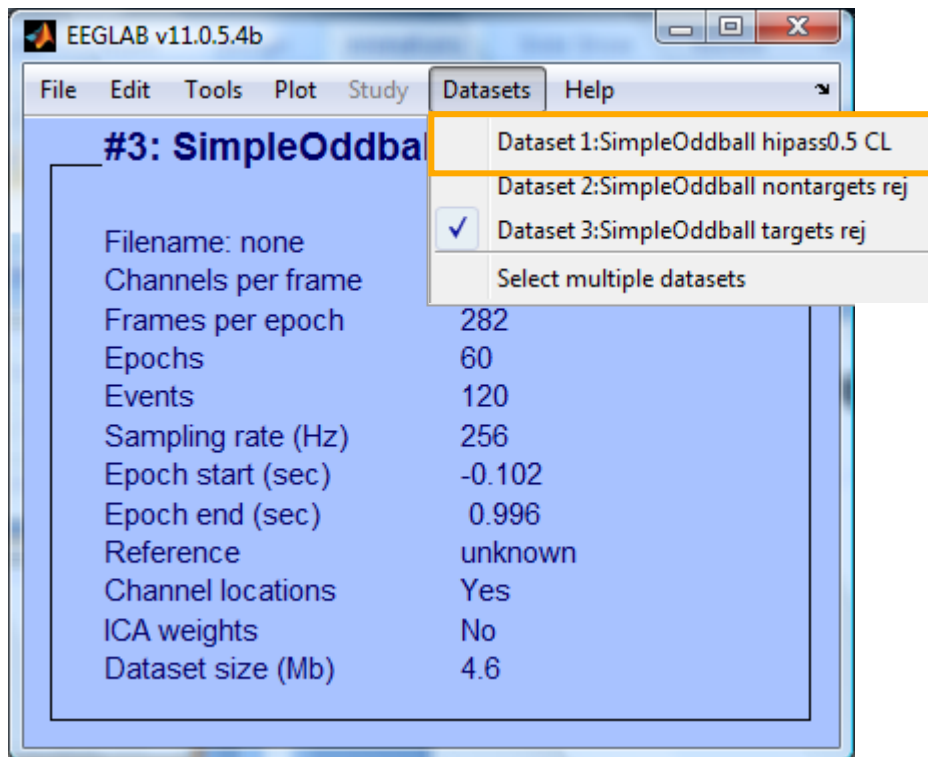 EEGLAB v11.0.5.4b
File Edit Tools Plot Study Datasets Help
#3: SimpleOddbal
Dataset 1:SimpleOddball hipass0.5 CL
Dataset 2:SimpleOddball nontargets rej
Dataset 3:SimpleOddball targets rej
Select multiple datasets
Filename: none
Channels per frame
Frames per epoch 282
Epochs 60
Events 120
Sampling rate (Hz) 256
Epoch start (sec) -0.102
Epoch end (sec) 0.996
Reference unknown
Channel locations Yes
ICA weights No
Dataset size (Mb) 4.6